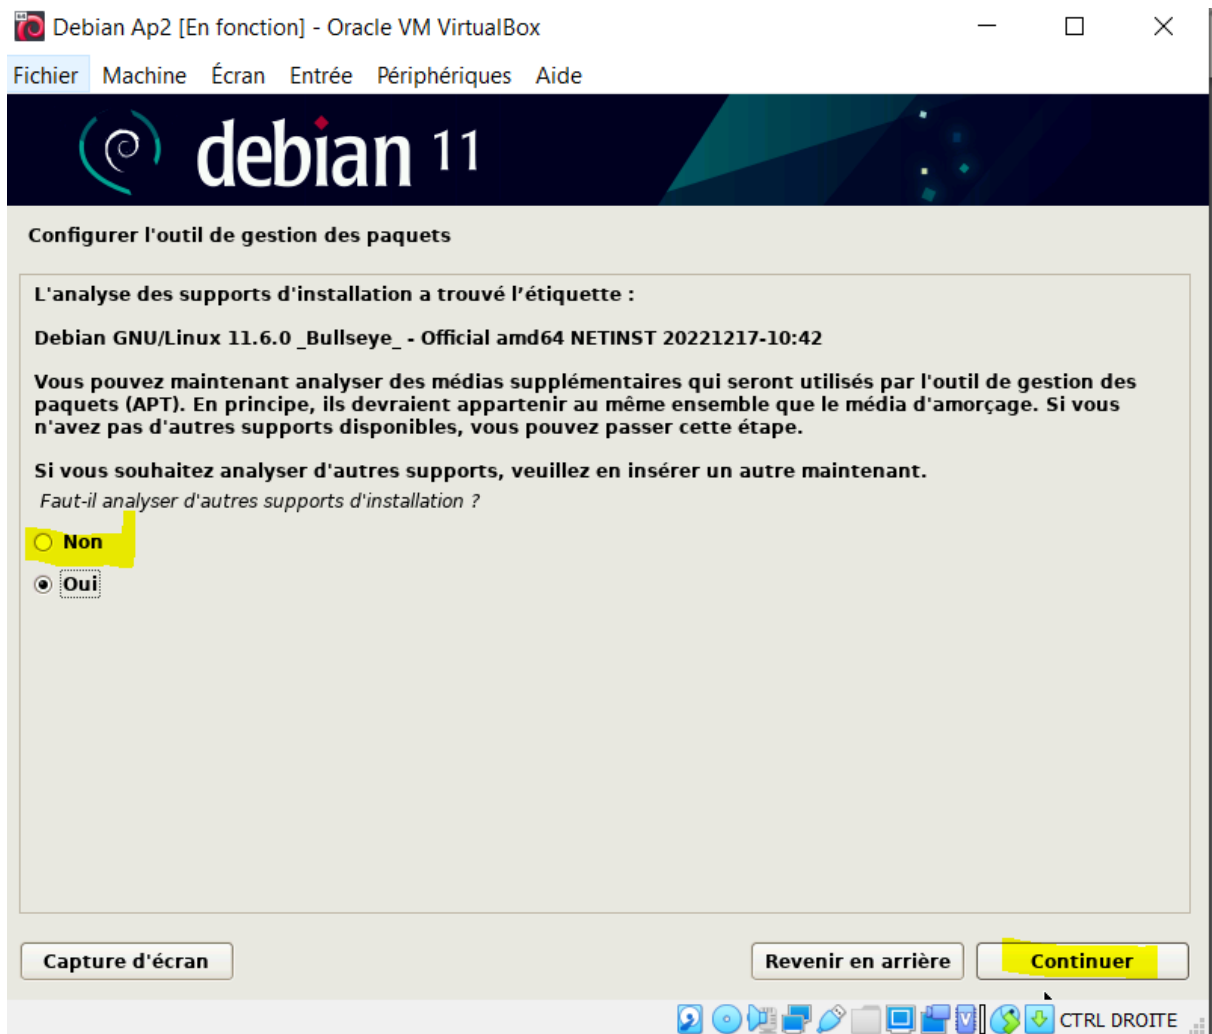 Debian Ap2 [En fonction] - Oracle VM VirtualBox
Fichier Machine Écran Entrée Périphériques Aide
debian 11
Configurer l'outil de gestion des paquets
L'analyse des supports d'installation a trouvé l’étiquette :
Debian GNU/Linux 11.6.0 _Bullseye_ - Official amd64 NETINST 20221217-10:42
Vous pouvez maintenant analyser des médias supplémentaires qui seront utilisés par l'outil de gestion des
paquets (APT). En principe, ils devraient appartenir au même ensemble que le média d'amorçage. Si vous
n'avez pas d'autres supports disponibles, vous pouvez passer cette étape.
Si vous souhaitez analyser d'autres supports, veuillez en insérer un autre maintenant.
Faut-il analyser d'autres supports d'installation ?
Non
Oui
Capture d'écran Revenir en arrière Continuer
CTRL DROITE